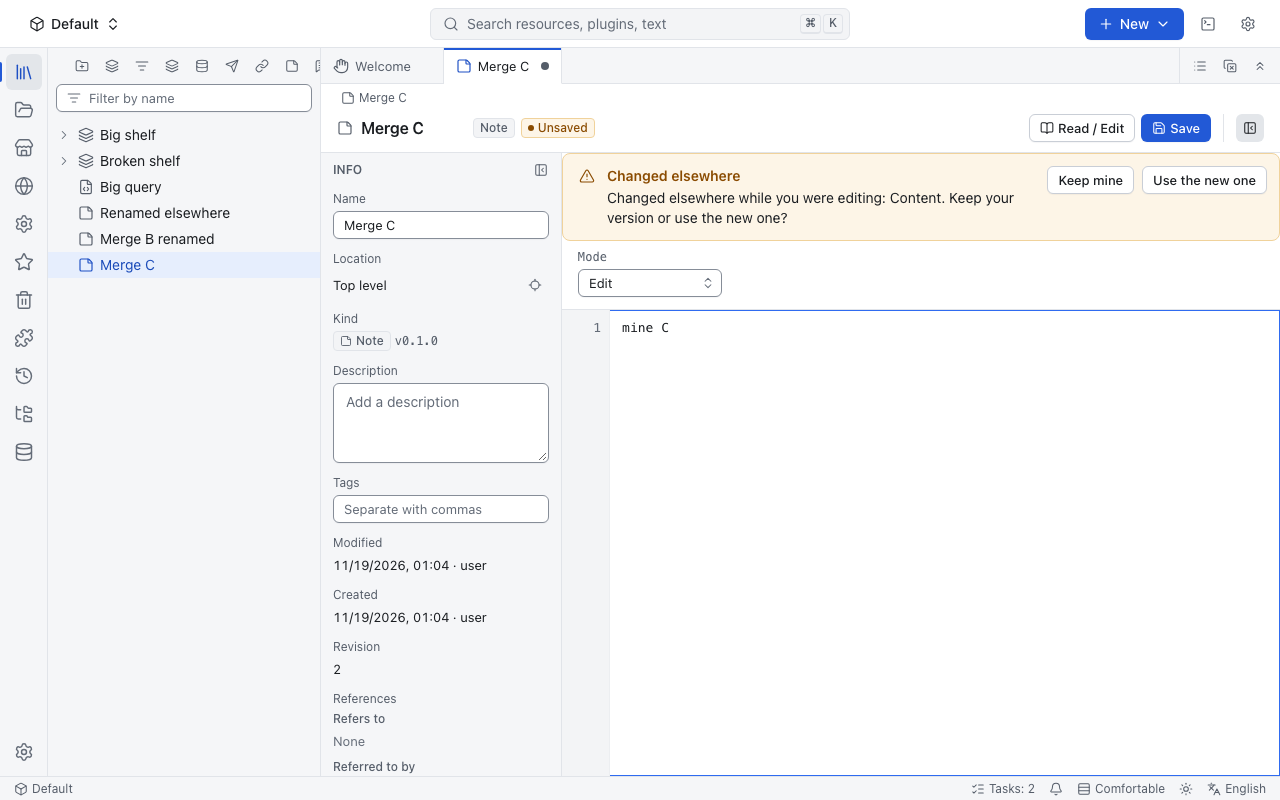 Default
Search resources, plugins, text
⌘ K
New
Welcome
Merge C
Filter by name
Big shelf
Broken shelf
Big query
Renamed elsewhere
Merge B renamed
Merge C
Merge C
Merge C
Note
Unsaved
Read / Edit
Save
INFO
Name
Merge C
Location
Top level
Kind
Note v0.1.0
Description
Add a description
Tags
Separate with commas
Modified
11/19/2026, 01:04 · user
Created
11/19/2026, 01:04 · user
Revision
2
References
Refers to
None
Referred to by
Changed elsewhere
Changed elsewhere while you were editing: Content. Keep your
version or use the new one?
Keep mine
Use the new one
Mode
Edit
1 mine C
Default
Tasks: 2
Comfortable
English